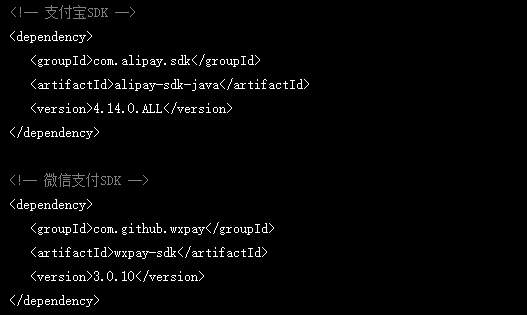 <!-- 支付宝SDK -->
<dependency>
<groupId>com.alipay.sdk</groupId>
<artifactId>alipay-sdk-java</artifactId>
<version>4.14.0.ALL</version>
</dependency>
<!-- 微信支付SDK -->
<dependency>
<groupId>com.github.wxpay</groupId>
<artifactId>wxpay-sdk</artifactId>
<version>3.0.10</version>
</dependency>